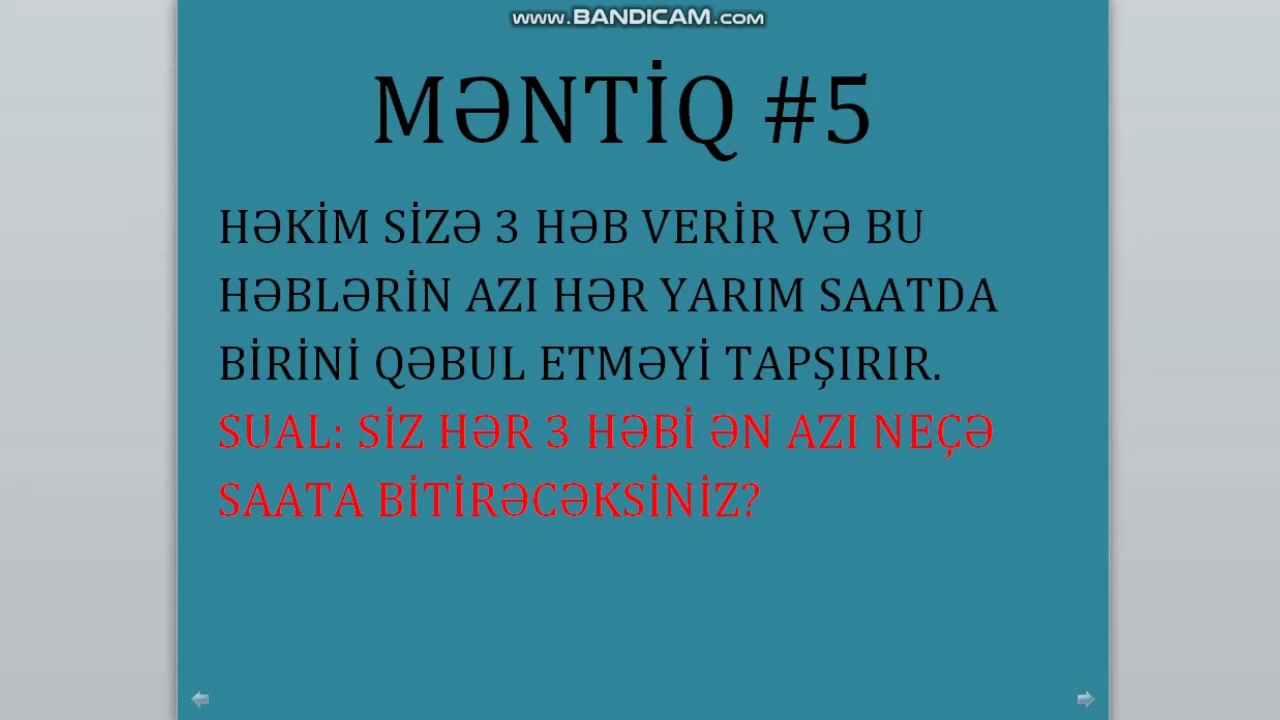 www.BANDICAM.com
MƏNTİQ #5
HƏKİM SİZƏ 3 HƏB VERİR VƏ BU
HƏBLƏRİN AZI HƏR YARIM SAATDA
BİRİNİ QƏBUL ETMƏYİ TAPŞIRIR.
SUAL: SİZ HƏR 3 HƏBİ ƏN AZI NEÇƏ
SAATA BİTİRƏCƏKSİNİZ?